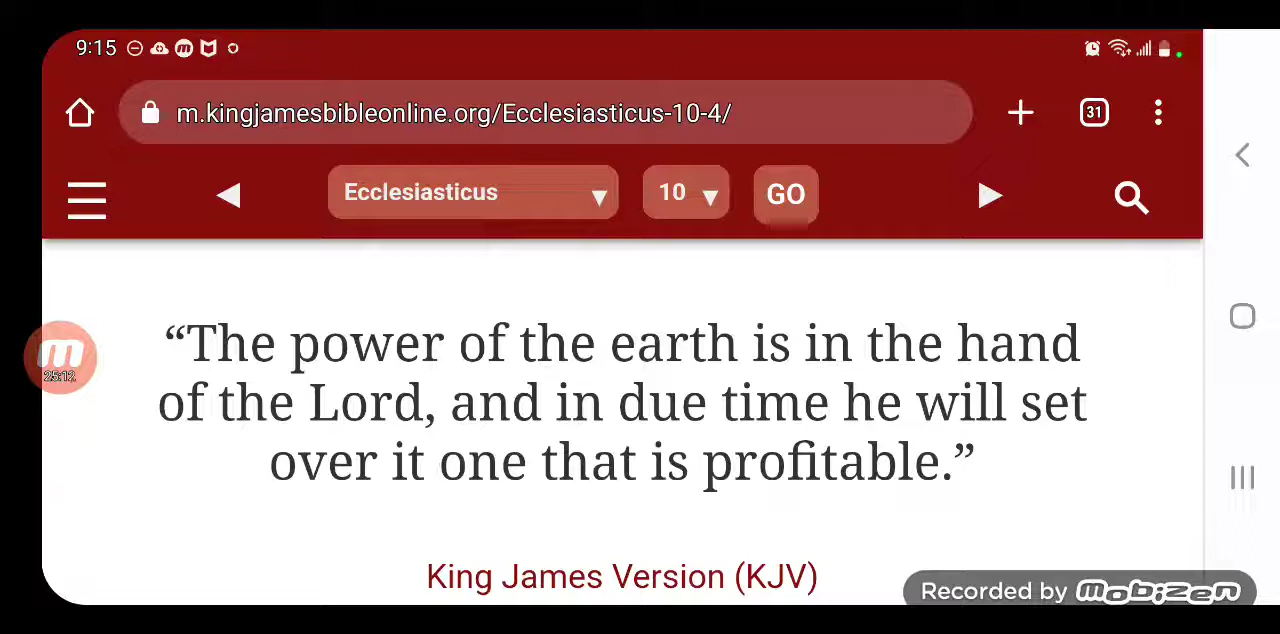 9:15
m.kingjamesbibleonline.org/Ecclesiasticus-10-4/
31
Ecclesiasticus
10
GO
“The power of the earth is in the hand
of the Lord, and in due time he will set
over it one that is profitable.”
25:12
King James Version (KJV)
Recorded by mobizen